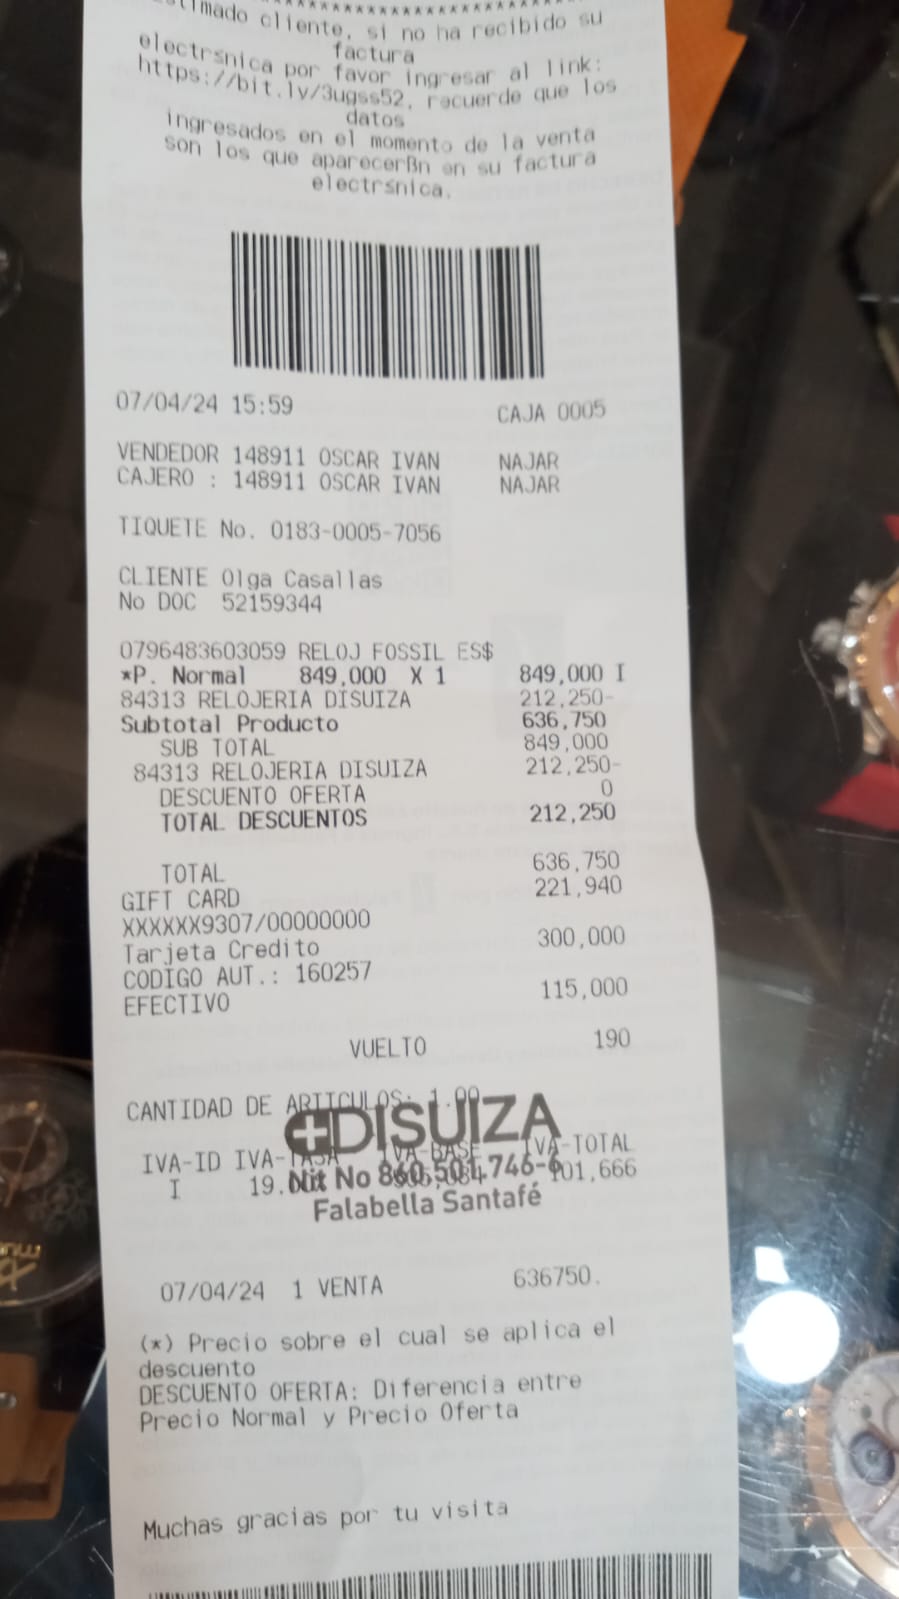 ****************************
Estimado cliente, si no ha recibido su
factura
electrsnica por favor ingresar al link:
https://bit.ly/3ugss52, recuerde que los
datos
ingresados en el momento de la venta
son los que aparecerßn en su factura
electrsnica.
07/04/24 15:59 CAJA 0005
VENDEDOR 148911 OSCAR IVAN NAJAR
CAJERO : 148911 OSCAR IVAN NAJAR
TIQUETE No. 0183-0005-7056
CLIENTE Olga Casallas
No DOC 52159344
0796483603059 RELOJ FOSSIL ES$
*P. Normal 849,000 X 1 849,000 I
84313 RELOJERIA DISUIZA 212,250-
Subtotal Producto 636,750
SUB TOTAL 849,000
84313 RELOJERIA DISUIZA 212,250-
DESCUENTO OFERTA 0
TOTAL DESCUENTOS 212,250
TOTAL 636,750
GIFT CARD 221,940
XXXXXX9307/00000000
Tarjeta Credito 300,000
CODIGO AUT.: 160257
EFECTIVO 115,000
VUELTO 190
CANTIDAD DE ARTICULOS: 1.00
DISUIZA
IVA-ID IVA-TASA IVA-BASE IVA-TOTAL
Nit No 860.501.746-6
I 19. 101,666
Falabella Santafé
07/04/24 1 VENTA 636750.
(*) Precio sobre el cual se aplica el
descuento
DESCUENTO OFERTA: Diferencia entre
Precio Normal y Precio Oferta
Muchas gracias por tu visita